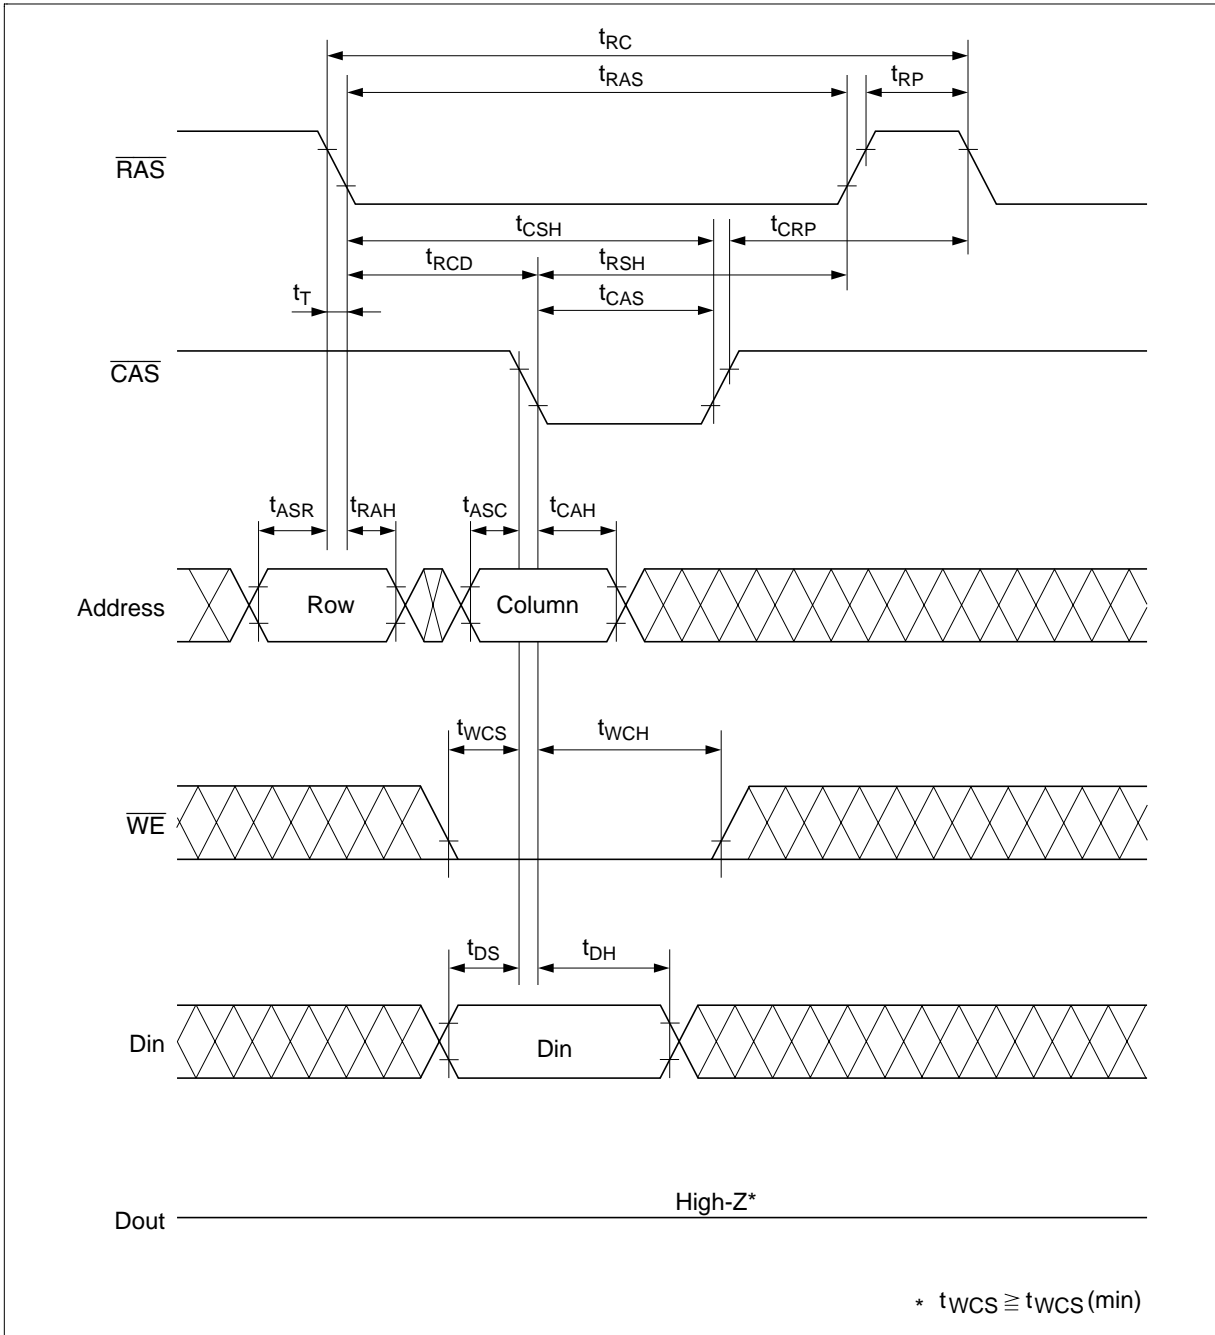 tRC
tRAS
tRP
RAS
tCSH
tCRP
tRCD
tRSH
tT
tCAS
CAS
tASR
tRAH
tASC
tCAH
Address
Row
Column
tWCS
tWCH
WE
tDS
tDH
Din
Din
High-Z*
Dout
* tWCS ≧ tWCS(min)